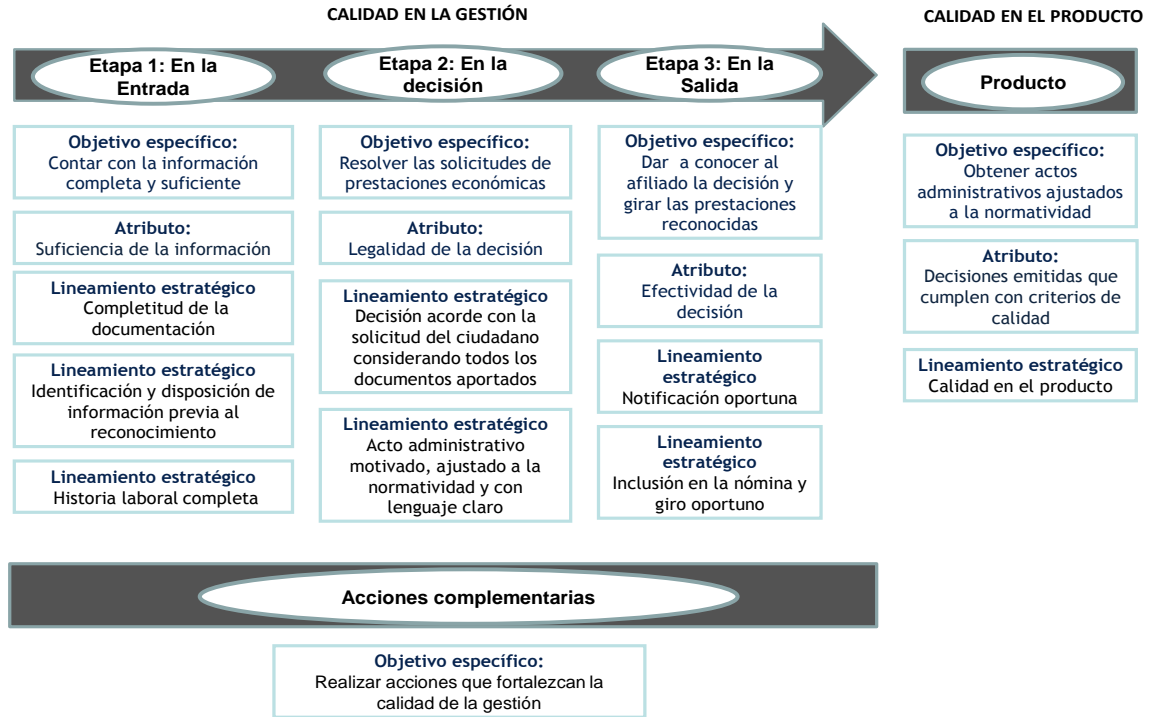 CALIDAD EN LA GESTIÓN
CALIDAD EN EL PRODUCTO
Etapa 1: En la
Entrada
Etapa 2: En la
decisión
Etapa 3: En la
Salida
Producto
Objetivo específico:
Contar con la información
completa y suficiente
Atributo:
Suficiencia de la información
Lineamiento estratégico
Completitud de la
documentación
Lineamiento estratégico
Identificación y disposición de
información previa al
reconocimiento
Lineamiento estratégico
Historia laboral completa
Objetivo específico:
Resolver las solicitudes de
prestaciones económicas
Atributo:
Legalidad de la decisión
Lineamiento estratégico
Decisión acorde con la
solicitud del ciudadano
considerando todos los
documentos aportados
Lineamiento estratégico
Acto administrativo
motivado, ajustado a la
normatividad y con
lenguaje claro
Objetivo específico:
Dar a conocer al
afiliado la decisión y
girar las prestaciones
reconocidas
Atributo:
Efectividad de la
decisión
Lineamiento
estratégico
Notificación oportuna
Lineamiento
estratégico
Inclusión en la nómina y
giro oportuno
Objetivo específico:
Obtener actos
administrativos ajustados
a la normatividad
Atributo:
Decisiones emitidas que
cumplen con criterios de
calidad
Lineamiento estratégico
Calidad en el producto
Acciones complementarias
Objetivo específico:
Realizar acciones que fortalezcan la
calidad de la gestión